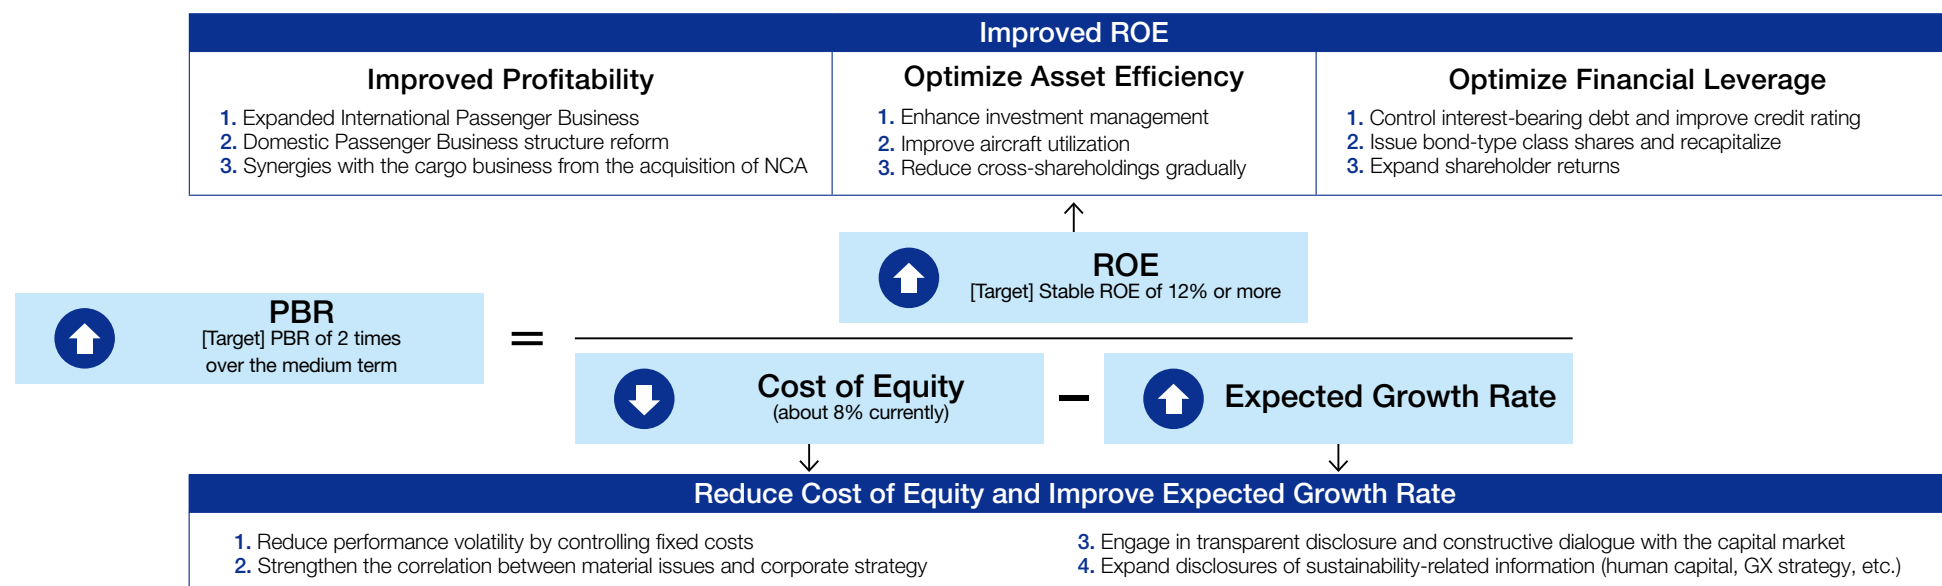 Improved ROE
Improved Profitability
1. Expanded International Passenger Business
2. Domestic Passenger Business structure reform
3. Synergies with the cargo business from the acquisition of NCA
Optimize Asset Efficiency
1. Enhance investment management
2. Improve aircraft utilization
3. Reduce cross-shareholdings gradually
Optimize Financial Leverage
1. Control interest-bearing debt and improve credit rating
2. Issue bond-type class shares and recapitalize
3. Expand shareholder returns
PBR
[Target] PBR of 2 times
over the medium term
=
ROE
[Target] Stable ROE of 12% or more
Cost of Equity
(about 8% currently)
−
Expected Growth Rate
Reduce Cost of Equity and Improve Expected Growth Rate
1. Reduce performance volatility by controlling fixed costs
2. Strengthen the correlation between material issues and corporate strategy
3. Engage in transparent disclosure and constructive dialogue with the capital market
4. Expand disclosures of sustainability-related information (human capital, GX strategy, etc.)